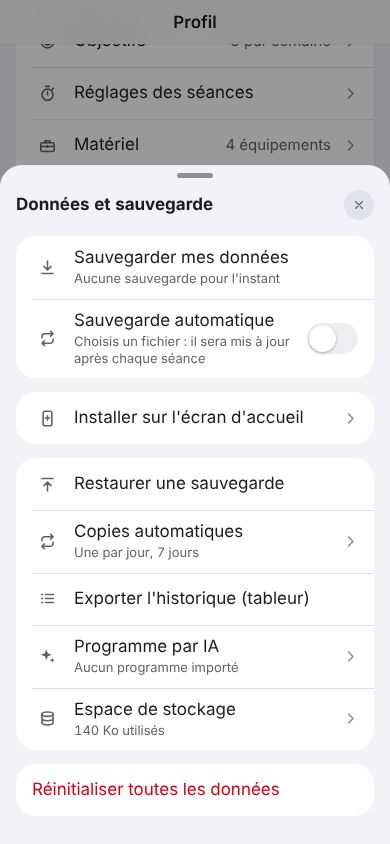 Profil
Objectif
Réglages des séances
Matériel
4 équipements
Données et sauvegarde
Sauvegarder mes données
Aucune sauvegarde pour l'instant
Sauvegarde automatique
Choisis un fichier : il sera mis à jour
après chaque séance
Installer sur l'écran d'accueil
Restaurer une sauvegarde
Copies automatiques
Une par jour, 7 jours
Exporter l'historique (tableur)
Programme par IA
Aucun programme importé
Espace de stockage
140 Ko utilisés
Réinitialiser toutes les données